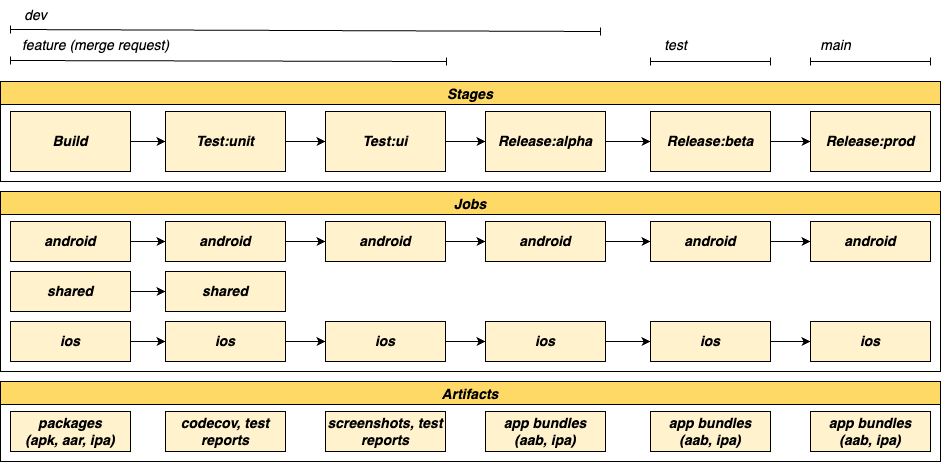 dev
feature (merge request)
test
main
Stages
Build
Test:unit
Test:ui
Release:alpha
Release:beta
Release:prod
Jobs
android
android
android
android
android
android
shared
shared
ios
ios
ios
ios
ios
ios
Artifacts
packages
(apk, aar, ipa)
codecov, test
reports
screenshots, test
reports
app bundles
(aab, ipa)
app bundles
(aab, ipa)
app bundles
(aab, ipa)